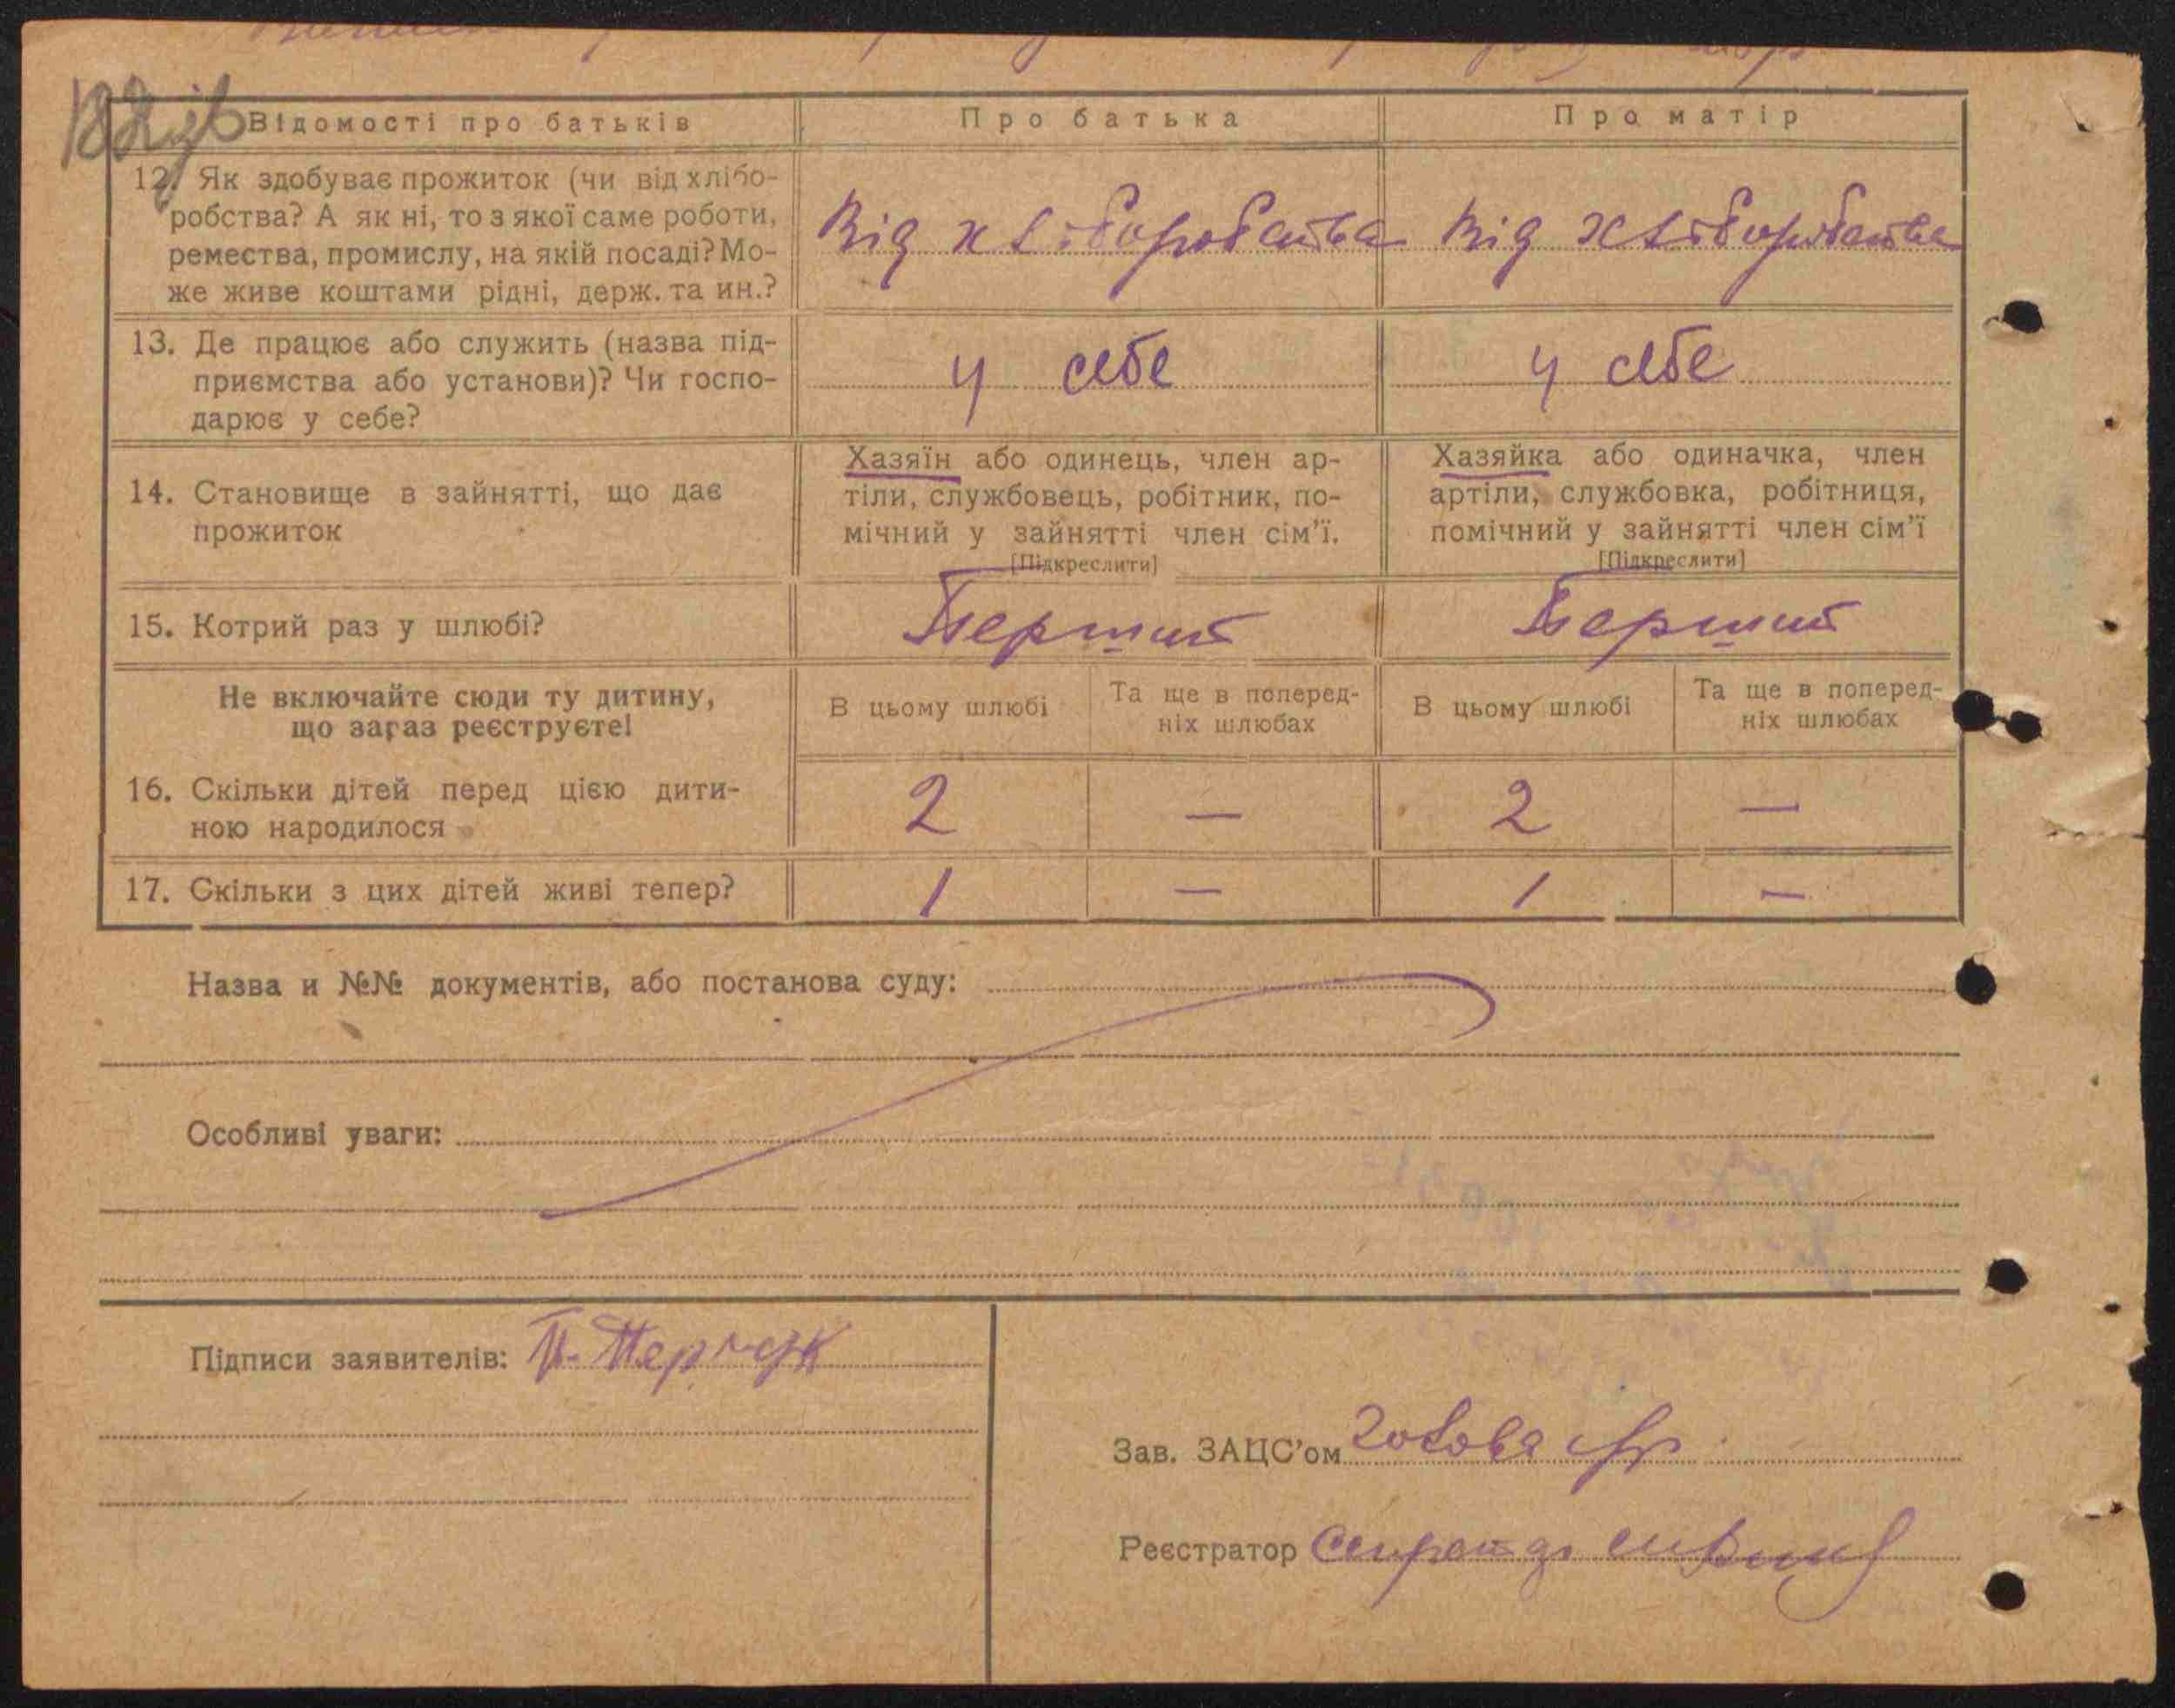 Відомості про батьків
Про батька
Про матір
12. Як здобуває прожиток (чи від хлібо-
робства? А як ні, то з якої саме роботи,
ремества, промислу, на якій посаді? Мо-
же живе коштами рідні, держ. та ин.?
Від хліборобства
Від хліборобства
13. Де працює або служить (назва під-
приємства або установи)? Чи госпо-
дарює у себе?
у себе
у себе
14. Становище в зайнятті, що дає
прожиток
Хазяїн або одинець, член ар-
тіли, службовець, робітник, по-
мічний у зайнятті член сім’ї.
[Підкреслити]
Хазяйка або одиначка, член
артіли, службовка, робітниця,
помічний у зайнятті член сім’ї
[Підкреслити]
15. Котрий раз у шлюбі?
Перший
Перший
Не включайте сюди ту дитину,
що зараз реєструєте!
В цьому шлюбі
Та ще в поперед-
ніх шлюбах
В цьому шлюбі
Та ще в поперед-
ніх шлюбах
16. Скільки дітей перед цією дити-
ною народилося
2 — 2 —
17. Скільки з цих дітей живі тепер?
1 — 1 —
Назва и №№ документів, або постанова суду:
Особливі уваги:
Підписи заявителів:
Зав. ЗАЦС’ом Голова
Реєстратор